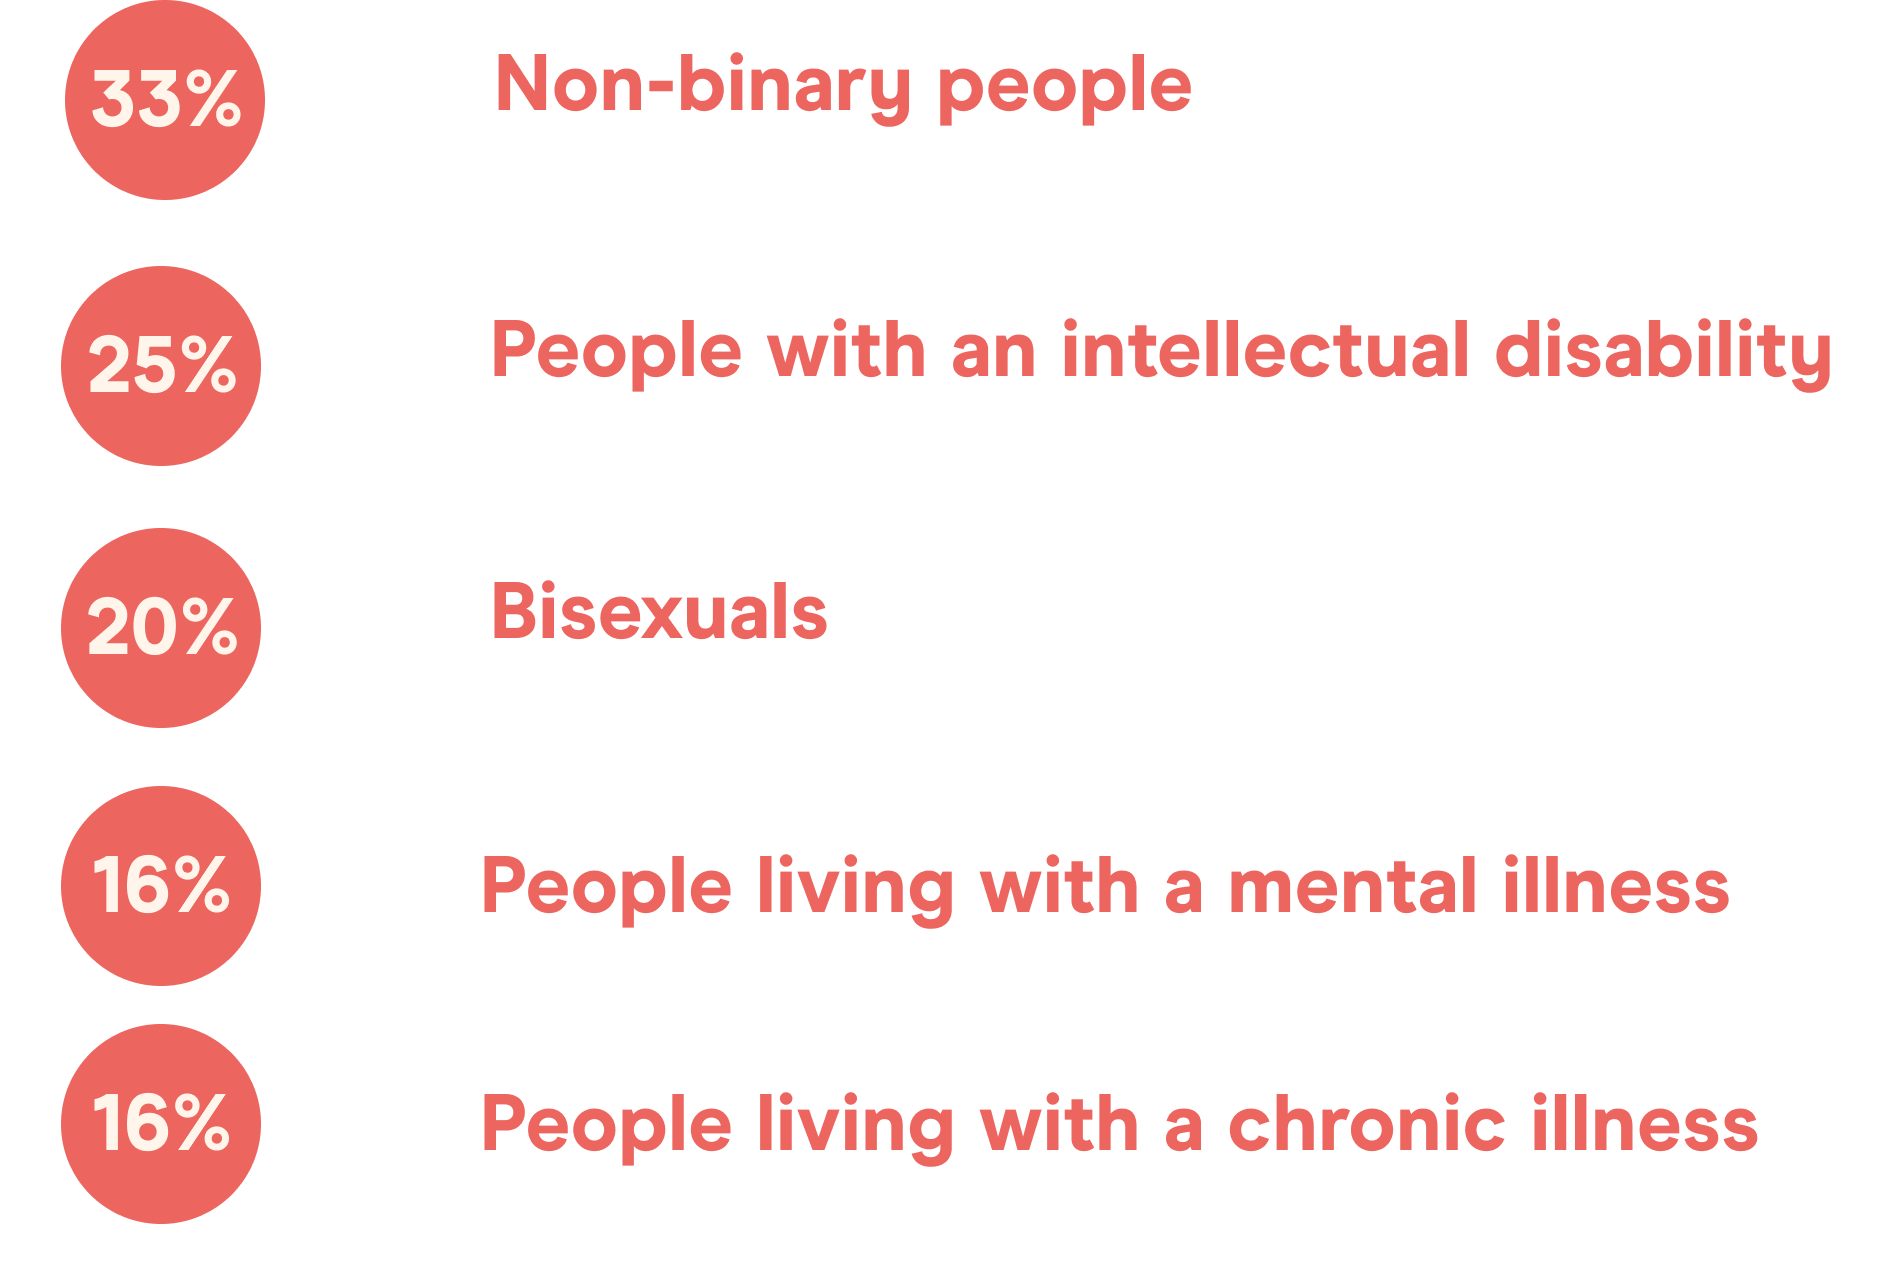 33% Non-binary people
25% People with an intellectual disability
20% Bisexuals
16% People living with a mental illness
16% People living with a chronic illness